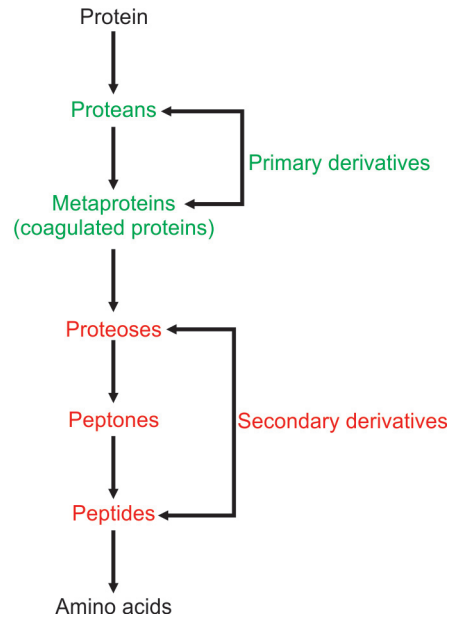 Protein
Proteans
Primary derivatives
Metaproteins
(coagulated proteins)
Proteoses
Peptones
Secondary derivatives
Peptides
Amino acids